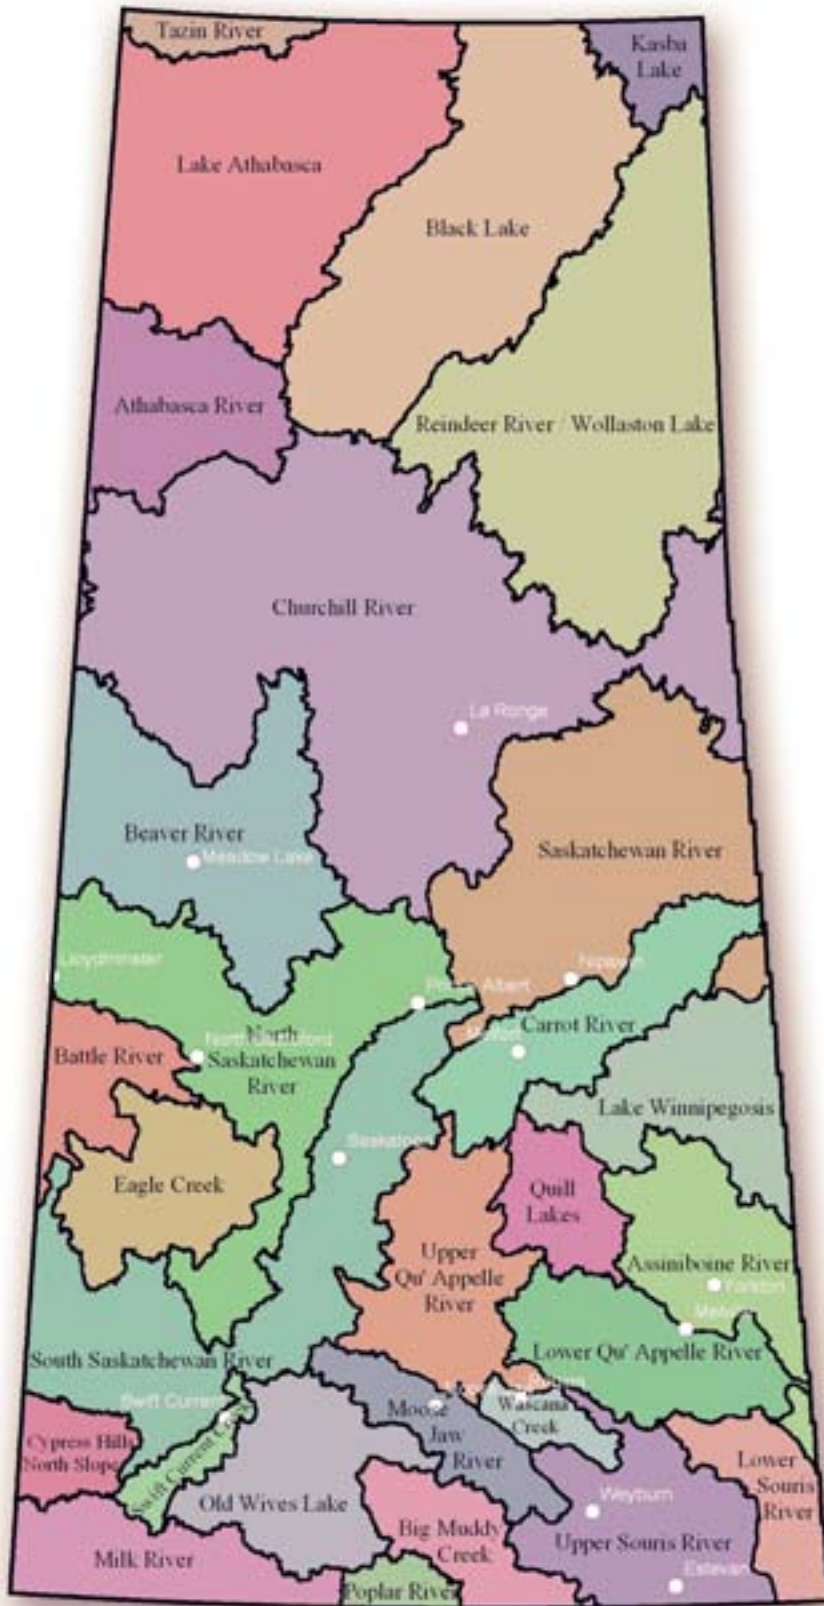 Tazin River
Kasba
Lake
Lake Athabasca
Black Lake
Athabasca River
Reindeer River / Wollaston Lake
Churchill River
La Ronge
Beaver River
Meadow Lake
Saskatchewan River
Lloydminster
Nipawin
Prince Albert
Carrot River
Melfort
North Battleford
North
Saskatchewan
River
Battle River
Lake Winnipegosis
Saskatoon
Eagle Creek
Quill
Lakes
Upper
Qu' Appelle
River
Assiniboine River
Yorkton
Melville
Lower Qu' Appelle River
South Saskatchewan River
Swift Current
Moose
Jaw
River
Wascana
Creek
Regina
Cypress Hills
North Slope
Swift Current Creek
Old Wives Lake
Lower
Souris
River
Weyburn
Big Muddy
Creek
Upper Souris River
Milk River
Estevan
Poplar River